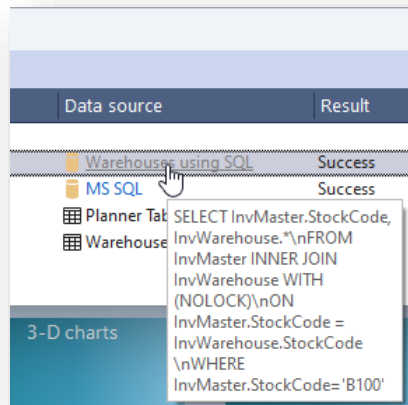 Data source Result
Warehouses using SQL Success
MS SQL Success
Planner Tab
Warehouse
SELECT InvMaster.StockCode,
InvWarehouse.*\nFROM
InvMaster INNER JOIN
InvWarehouse WITH
(NOLOCK)\nON
InvMaster.StockCode =
InvWarehouse.StockCode
\nWHERE
InvMaster.StockCode='B100'
3-D charts